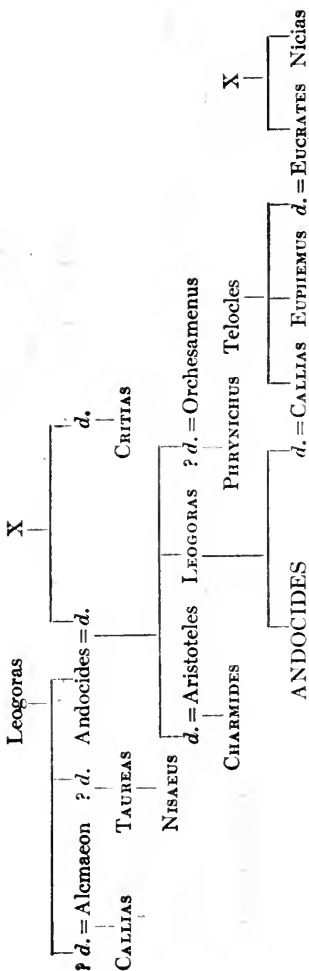 Leogoras X
? d. = Alcmaeon ? d. Andocides = d. d.
CALLIAS TAUREAS CRITIAS
NISAEUS
d. = Aristoteles LEOGORAS ? d. = Orchesamenus
CHARMIDES PHRYNICHUS Telocles X
ANDOCIDES d. = CALLIAS EUPHEMUS d. = EUCRATES Nicias